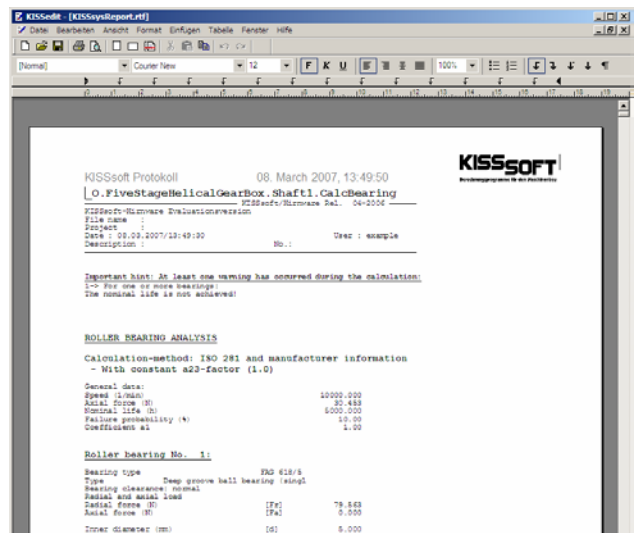 KISSedit - [KISSsysReport.rtf]
Datei Bearbeiten Ansicht Format Einfügen Tabelle Fenster Hilfe
[Normal] Courier New 12 F K U 100%
KISSsoft Protokoll 08. March 2007, 13:49:50
KISSSOFT
_O.FiveStageHelicalGearBox.Shaft1.CalcBearing
KISSsoft/Hirnware Rel. 04-2006
KISSsoft-Hirnware Evaluationsversion
File name :
Project :
Date : 08.03.2007/13:49:50 User : example
Description : No.:
Important hint: At least one warning has occurred during the calculation:
1-> For one or more bearings:
The nominal life is not achieved!
ROLLER BEARING ANALYSIS
Calculation-method: ISO 281 and manufacturer information
- With constant a23-factor (1.0)
General data:
Speed (1/min) 10000.000
Axial force (N) 30.453
Nominal life (h) 5000.000
Failure probability (%) 10.00
Coefficient a1 1.00
Roller bearing No. 1:
Bearing type FAG 618/5
Type Deep groove ball bearing (singl
Bearing clearance: normal
Radial and axial load
Radial force (N) [Fr] 79.563
Axial force (N) [Fa] 0.000
Inner diameter (mm) [d] 5.000